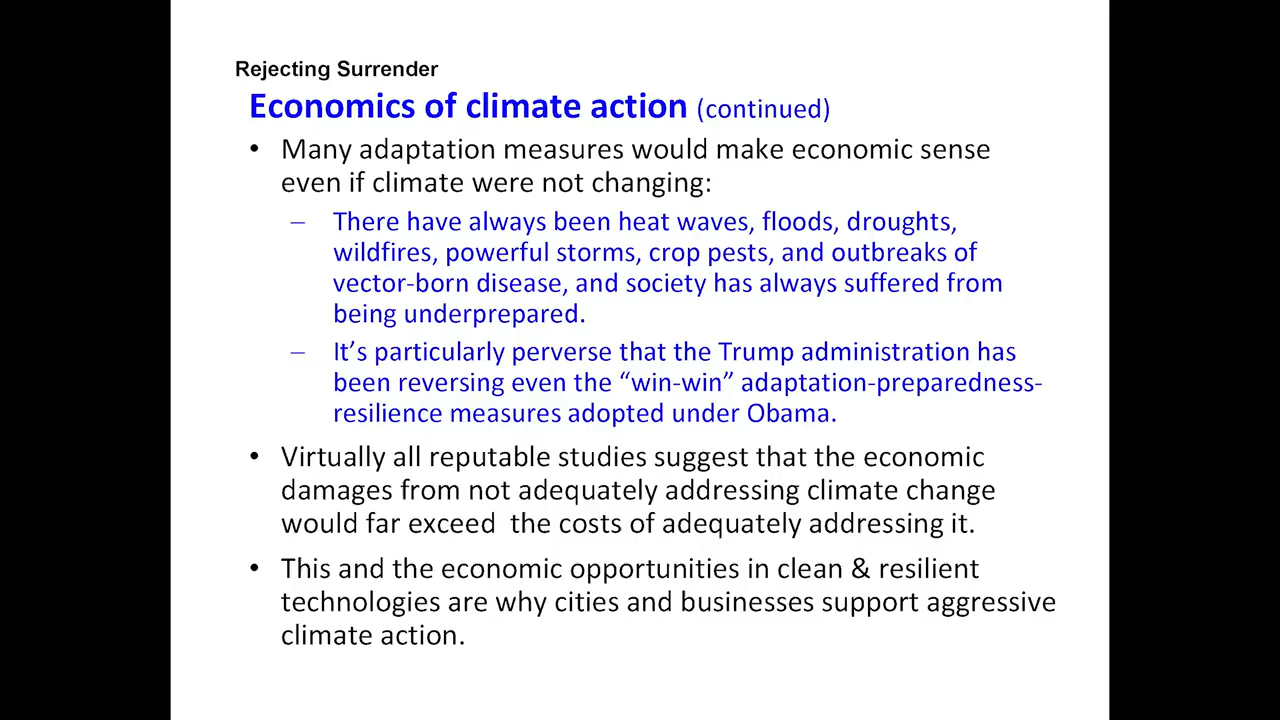 Rejecting Surrender
Economics of climate action (continued)
• Many adaptation measures would make economic sense
even if climate were not changing:
– There have always been heat waves, floods, droughts,
wildfires, powerful storms, crop pests, and outbreaks of
vector-born disease, and society has always suffered from
being underprepared.
– It’s particularly perverse that the Trump administration has
been reversing even the “win-win” adaptation-preparedness-
resilience measures adopted under Obama.
• Virtually all reputable studies suggest that the economic
damages from not adequately addressing climate change
would far exceed the costs of adequately addressing it.
• This and the economic opportunities in clean & resilient
technologies are why cities and businesses support aggressive
climate action.